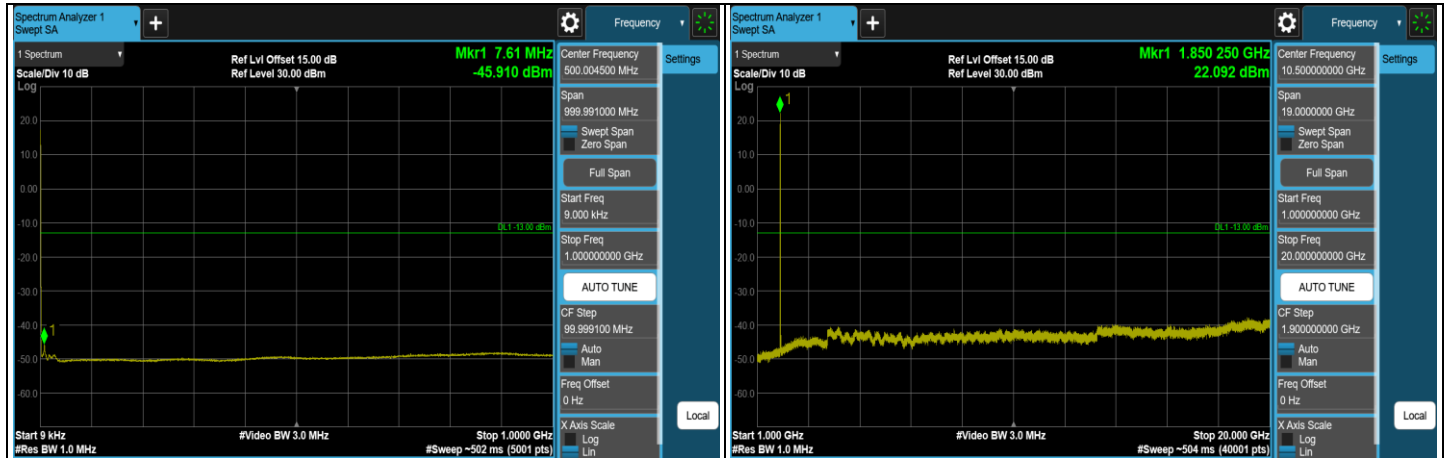 Spectrum Analyzer 1
Swept SA
+
Frequency
1 Spectrum
Scale/Div 10 dB
Log
Ref Lvl Offset 15.00 dB
Ref Level 30.00 dBm
Mkr1 7.61 MHz
-45.910 dBm
1
20.0
10.0
0.00
-10.0
-20.0
-30.0
-40.0
-50.0
-60.0
DL1 -13.00 dBm
Start 9 kHz
#Res BW 1.0 MHz
#Video BW 3.0 MHz
Stop 1.0000 GHz
#Sweep ~502 ms (5001 pts)
Center Frequency
500.004500 MHz
Span
999.991000 MHz
Swept Span
Zero Span
Full Span
Start Freq
9.000 kHz
Stop Freq
1.000000000 GHz
AUTO TUNE
CF Step
99.999100 MHz
Auto
Man
Freq Offset
0 Hz
X Axis Scale
Log
Lin
Settings
Local
Spectrum Analyzer 1
Swept SA
+
Frequency
1 Spectrum
Scale/Div 10 dB
Log
Ref Lvl Offset 15.00 dB
Ref Level 30.00 dBm
Mkr1 1.850 250 GHz
22.092 dBm
1
20.0
10.0
0.00
-10.0
-20.0
-30.0
-40.0
-50.0
-60.0
DL1 -13.00 dBm
Start 1.000 GHz
#Res BW 1.0 MHz
#Video BW 3.0 MHz
Stop 20.000 GHz
#Sweep ~504 ms (40001 pts)
Center Frequency
10.500000000 GHz
Span
19.0000000 GHz
Swept Span
Zero Span
Full Span
Start Freq
1.000000000 GHz
Stop Freq
20.000000000 GHz
AUTO TUNE
CF Step
1.900000000 GHz
Auto
Man
Freq Offset
0 Hz
X Axis Scale
Log
Lin
Settings
Local